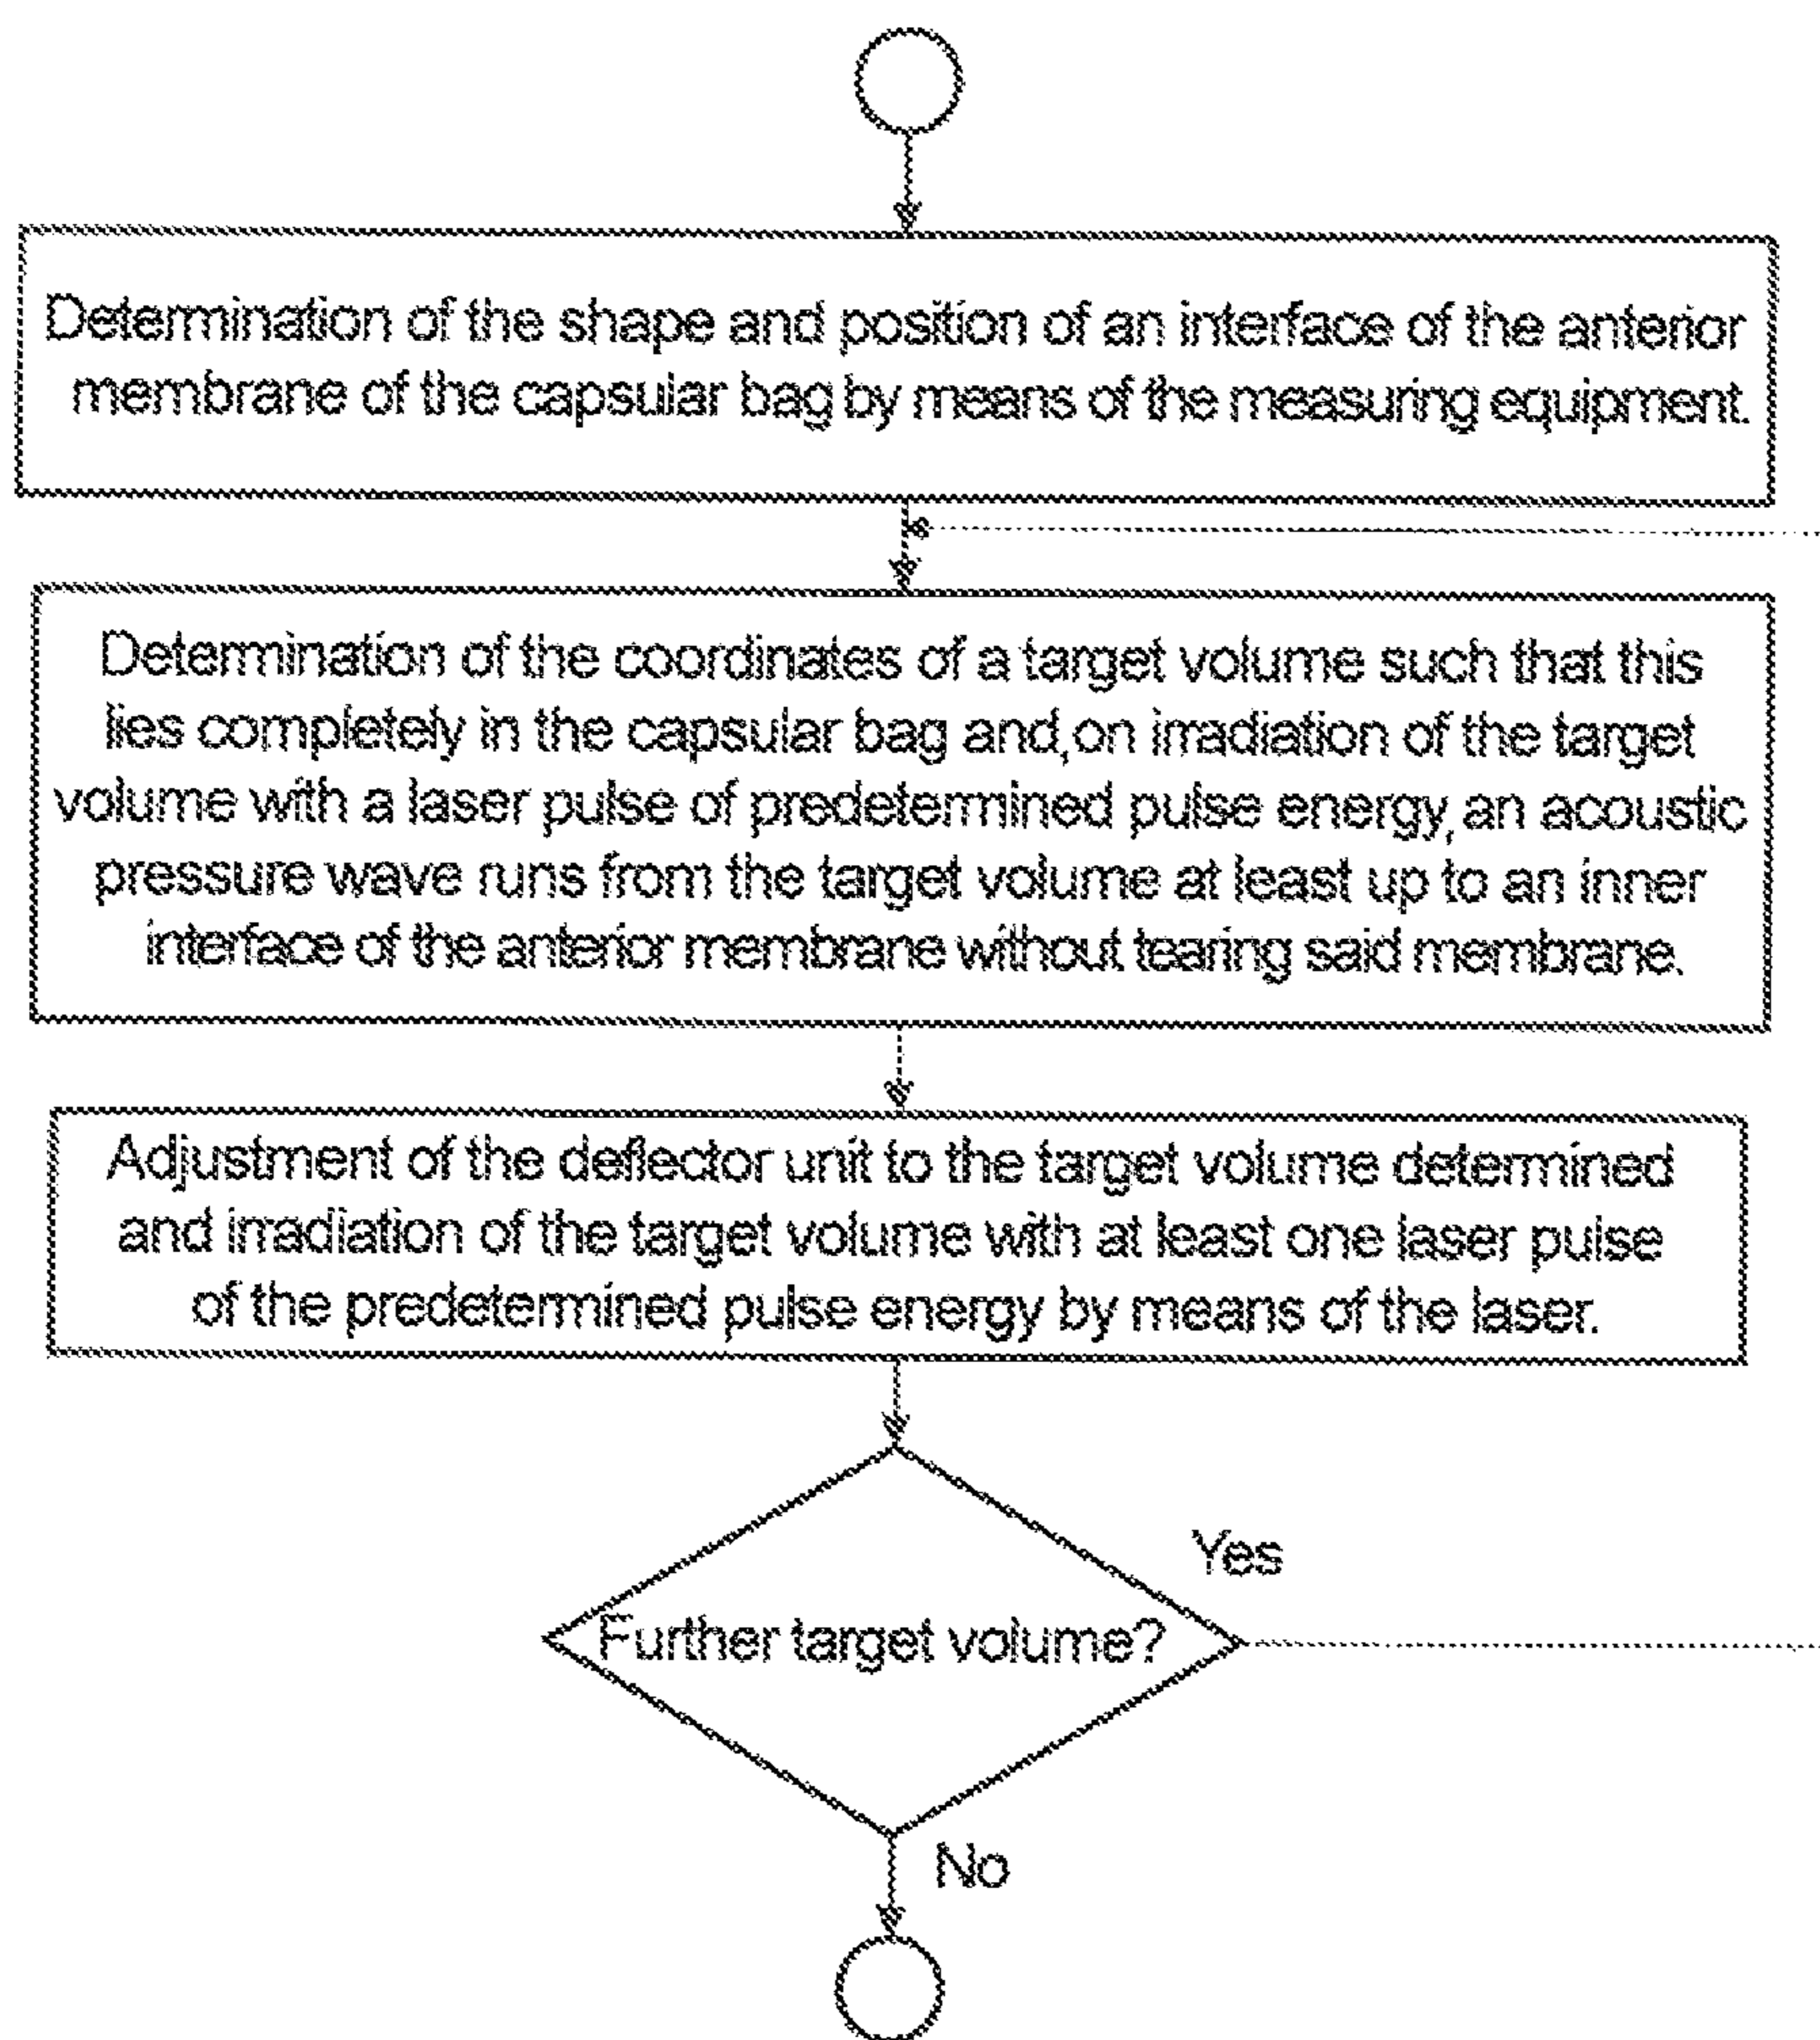 Determination of the shape and position of an interface of the anterior
membrane of the capsular bag by means of the measuring equipment.
Determination of the coordinates of a target volume such that this
lies completely in the capsular bag and, on irradiation of the target
volume with a laser pulse of predetermined pulse energy, an acoustic
pressure wave runs from the target volume at least up to an inner
interface of the anterior membrane without tearing said membrane.
Adjustment of the deflector unit to the target volume determined
and irradiation of the target volume with at least one laser pulse
of the predetermined pulse energy by means of the laser.
Yes
Further target volume?
No